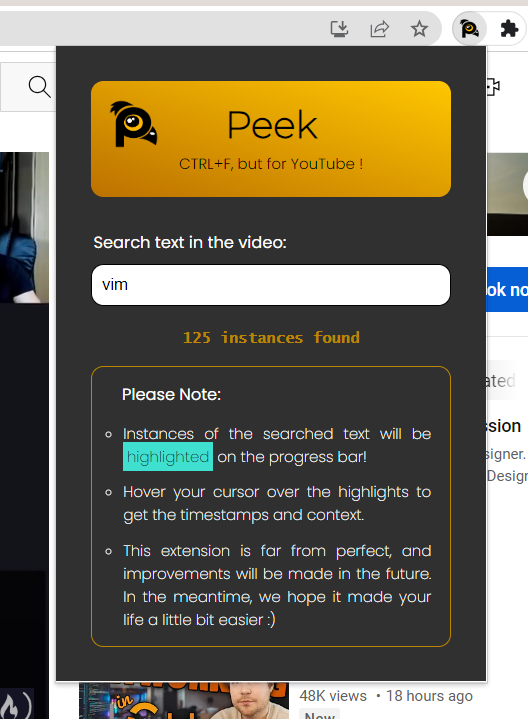 Peek
CTRL+F, but for YouTube !
Search text in the video:
vim
125 instances found
Please Note:
Instances of the searched text will be
highlighted on the progress bar!
Hover your cursor over the highlights to
get the timestamps and context.
This extension is far from perfect, and
improvements will be made in the future.
In the meantime, we hope it made your
life a little bit easier :)
ok no
ated
ssion
signer.
Desig
in
48K views • 18 hours ago
New